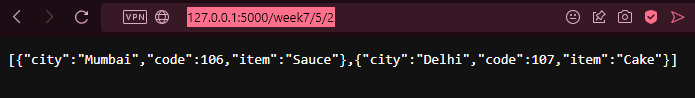 VPN 127.0.0.1:5000/week7/5/2
[{"city":"Mumbai","code":106,"item":"Sauce"},{"city":"Delhi","code":107,"item":"Cake"}]